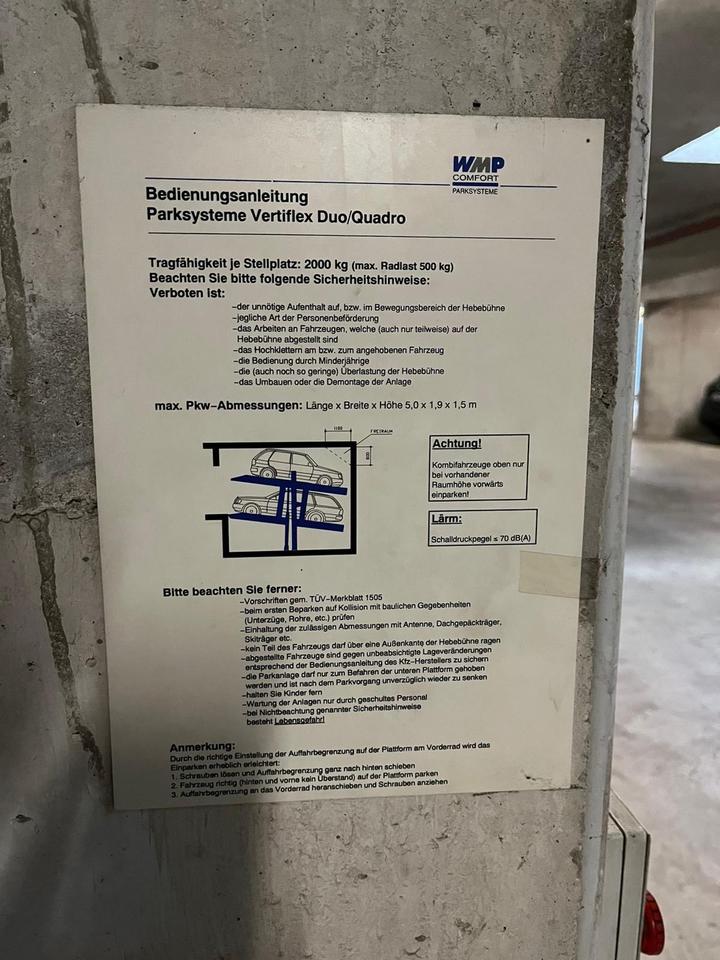 WMP
COMFORT
PARKSYSTEME
Bedienungsanleitung
Parksysteme Vertiflex Duo/Quadro
Tragfähigkeit je Stellplatz: 2000 kg (max. Radlast 500 kg)
Beachten Sie bitte folgende Sicherheitshinweise:
Verboten ist:
–der unnötige Aufenthalt auf, bzw. im Bewegungsbereich der Hebebühne
–jegliche Art der Personenbeförderung
–das Arbeiten an Fahrzeugen, welche (auch nur teilweise) auf der
Hebebühne abgestellt sind
–das Hochklettern am bzw. zum angehobenen Fahrzeug
–die Bedienung durch Minderjährige
–die (auch noch so geringe) Überlastung der Hebebühne
–das Umbauen oder die Demontage der Anlage
max. Pkw–Abmessungen: Länge x Breite x Höhe 5,0 x 1,9 x 1,5 m
1100
FREIRAUM
600
Achtung!
Kombifahrzeuge oben nur
bei vorhandener
Raumhöhe vorwärts
einparken!
Lärm:
Schalldruckpegel ≤ 70 dB(A)
Bitte beachten Sie ferner:
–Vorschriften gem. TÜV–Merkblatt 1505
–beim ersten Beparken auf Kollision mit baulichen Gegebenheiten
(Unterzüge, Rohre, etc.) prüfen
–Einhaltung der zulässigen Abmessungen mit Antenne, Dachgepäckträger,
Skiträger etc.
–kein Teil des Fahrzeugs darf über eine Außenkante der Hebebühne ragen
–abgestellte Fahrzeuge sind gegen unbeabsichtigte Lageveränderungen
entsprechend der Bedienungsanleitung des Kfz–Herstellers zu sichern
–die Parkanlage darf nur zum Befahren der unteren Plattform gehoben
werden und ist nach dem Parkvorgang unverzüglich wieder zu senken
–halten Sie Kinder fern
–Wartung der Anlagen nur durch geschultes Personal
–bei Nichtbeachtung genannter Sicherheitshinweise
besteht Lebensgefahr!
Anmerkung:
Durch die richtige Einstellung der Auffahrbegrenzung auf der Plattform am Vorderrad wird das
Einparken erheblich erleichtert:
1. Schrauben lösen und Auffahrbegrenzung ganz nach hinten schieben
2. Fahrzeug richtig (hinten und vorne kein Überstand) auf der Plattform parken
3. Auffahrbegrenzung an das Vorderrad heranschieben und Schrauben anziehen